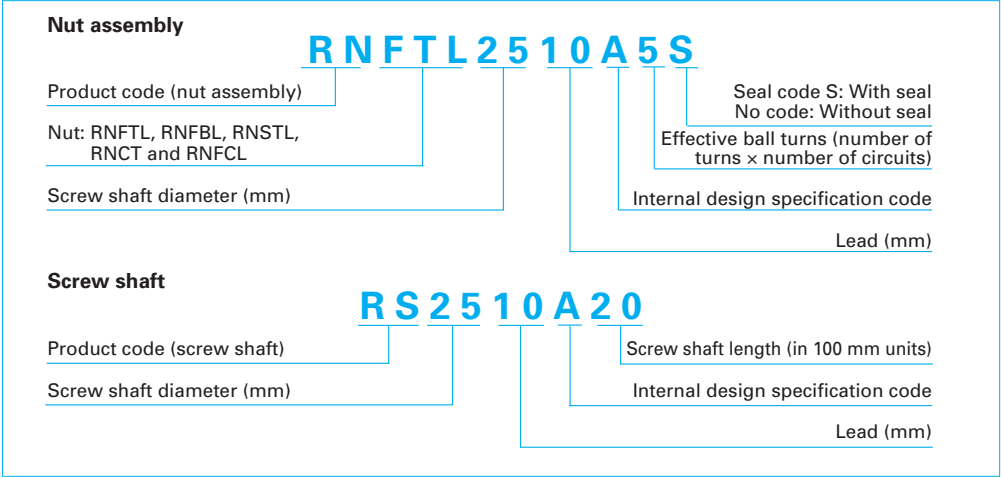 Nut assembly
RNFTL2510A5S
Product code (nut assembly)
Nut: RNFTL, RNFBL, RNSTL,
RNCT and RNFCL
Screw shaft diameter (mm)
Seal code S: With seal
No code: Without seal
Effective ball turns (number of
turns × number of circuits)
Internal design specification code
Lead (mm)
Screw shaft
RS2510A20
Product code (screw shaft)
Screw shaft diameter (mm)
Screw shaft length (in 100 mm units)
Internal design specification code
Lead (mm)